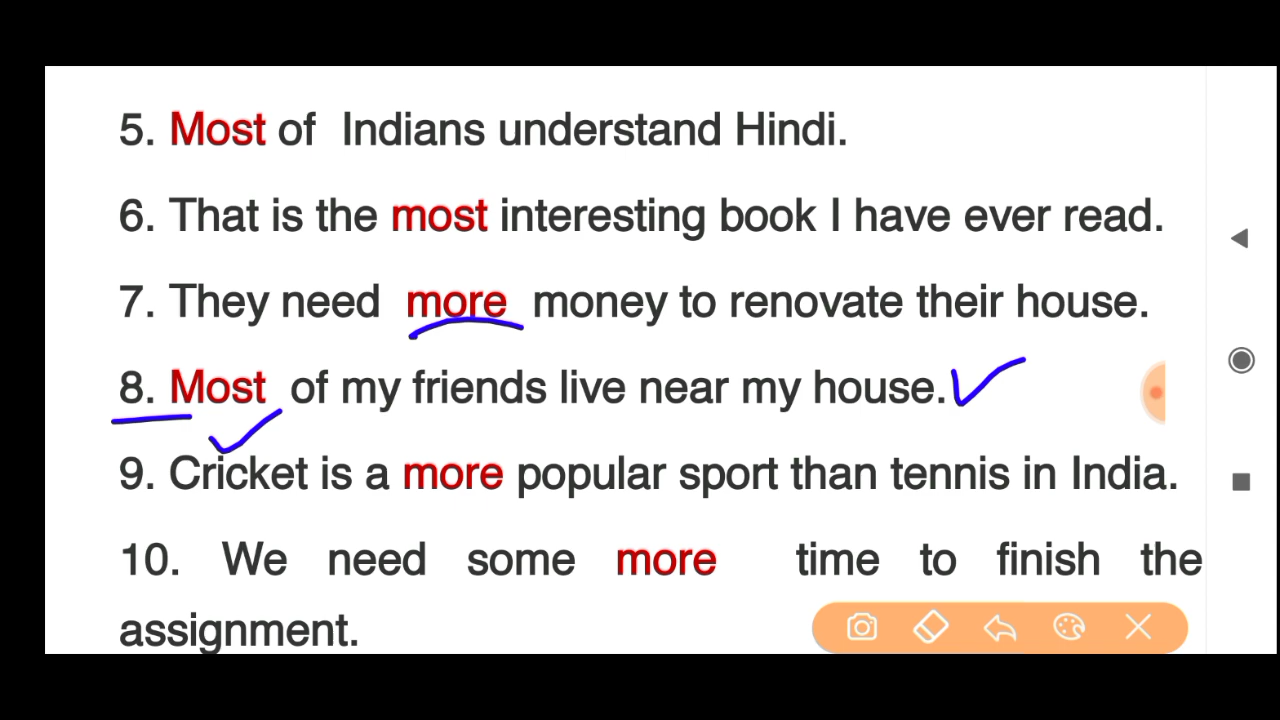 5. Most of Indians understand Hindi.
6. That is the most interesting book I have ever read.
7. They need more money to renovate their house.
8. Most of my friends live near my house.
9. Cricket is a more popular sport than tennis in India.
10. We need some more time to finish the
assignment.